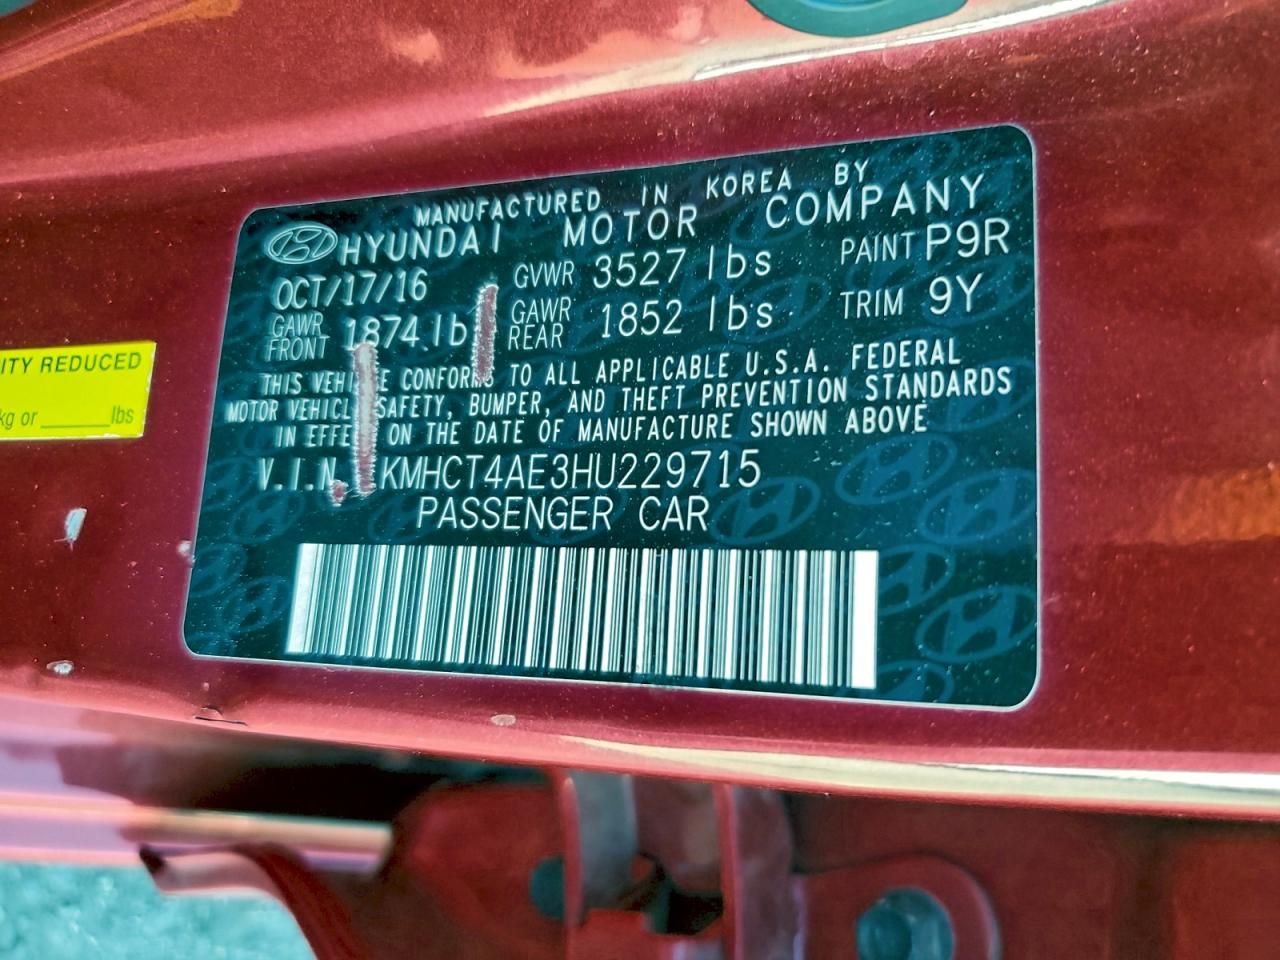 MANUFACTURED IN KOREA BY
HYUNDAI MOTOR COMPANY
OCT/17/16 GVWR 3527 lbs PAINT P9R
GAWR FRONT 1874 lb GAWR REAR 1852 lbs TRIM 9Y
THIS VEHI E CONFORMS TO ALL APPLICABLE U.S.A. FEDERAL
MOTOR VEHICL SAFETY, BUMPER, AND THEFT PREVENTION STANDARDS
IN EFFE ON THE DATE OF MANUFACTURE SHOWN ABOVE
V.I.N. KMHCT4AE3HU229715
PASSENGER CAR
ITY REDUCED
kg or ______ lbs